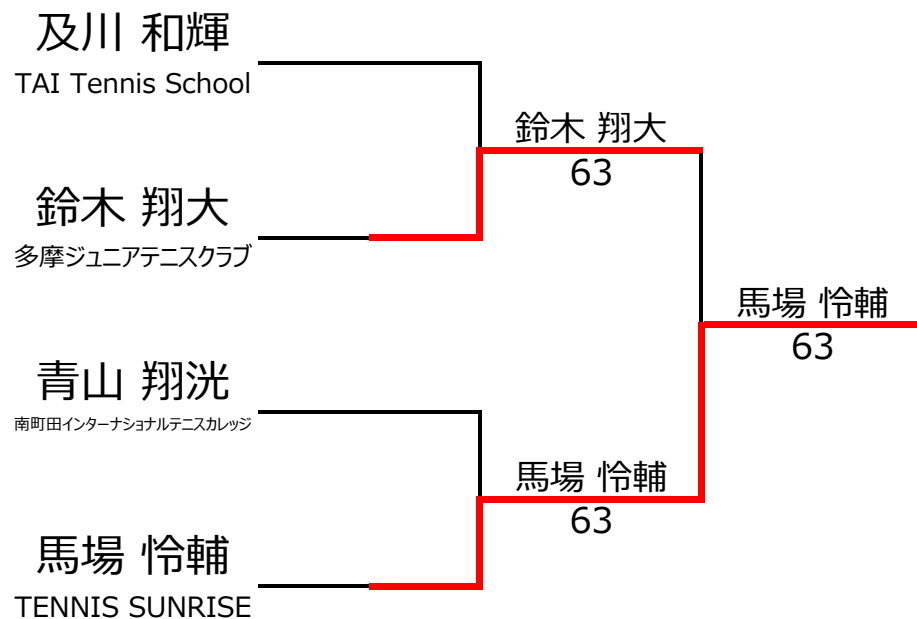 及川 和輝
TAI Tennis School
鈴木 翔大
63
鈴木 翔大
多摩ジュニアテニスクラブ
馬場 怜輔
63
青山 翔洸
南町田インターナショナルテニスカレッジ
馬場 怜輔
63
馬場 怜輔
TENNIS SUNRISE